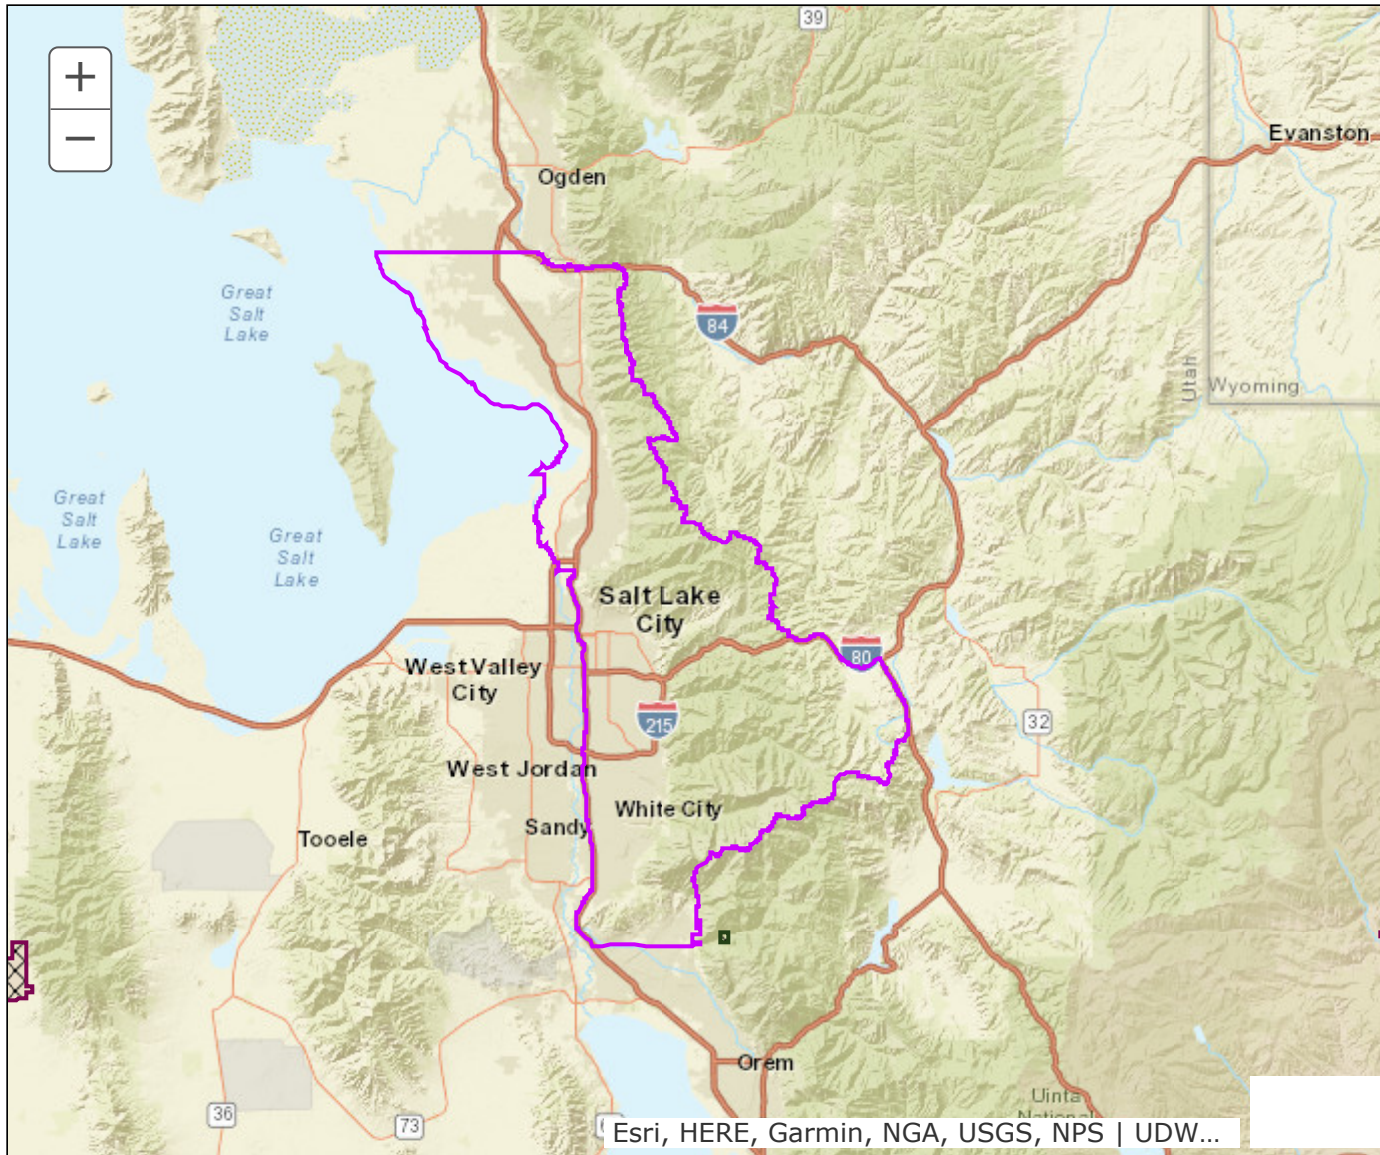 39
+
−
Evanston
Ogden
Great
Salt
Lake
84
Utah
Wyoming
Great
Salt
Lake
Great
Salt
Lake
Salt Lake
City
80
West Valley
City
215
32
West Jordan
White City
Sandy
Tooele
Orem
Uinta
National
36
73
Esri, HERE, Garmin, NGA, USGS, NPS | UDW...